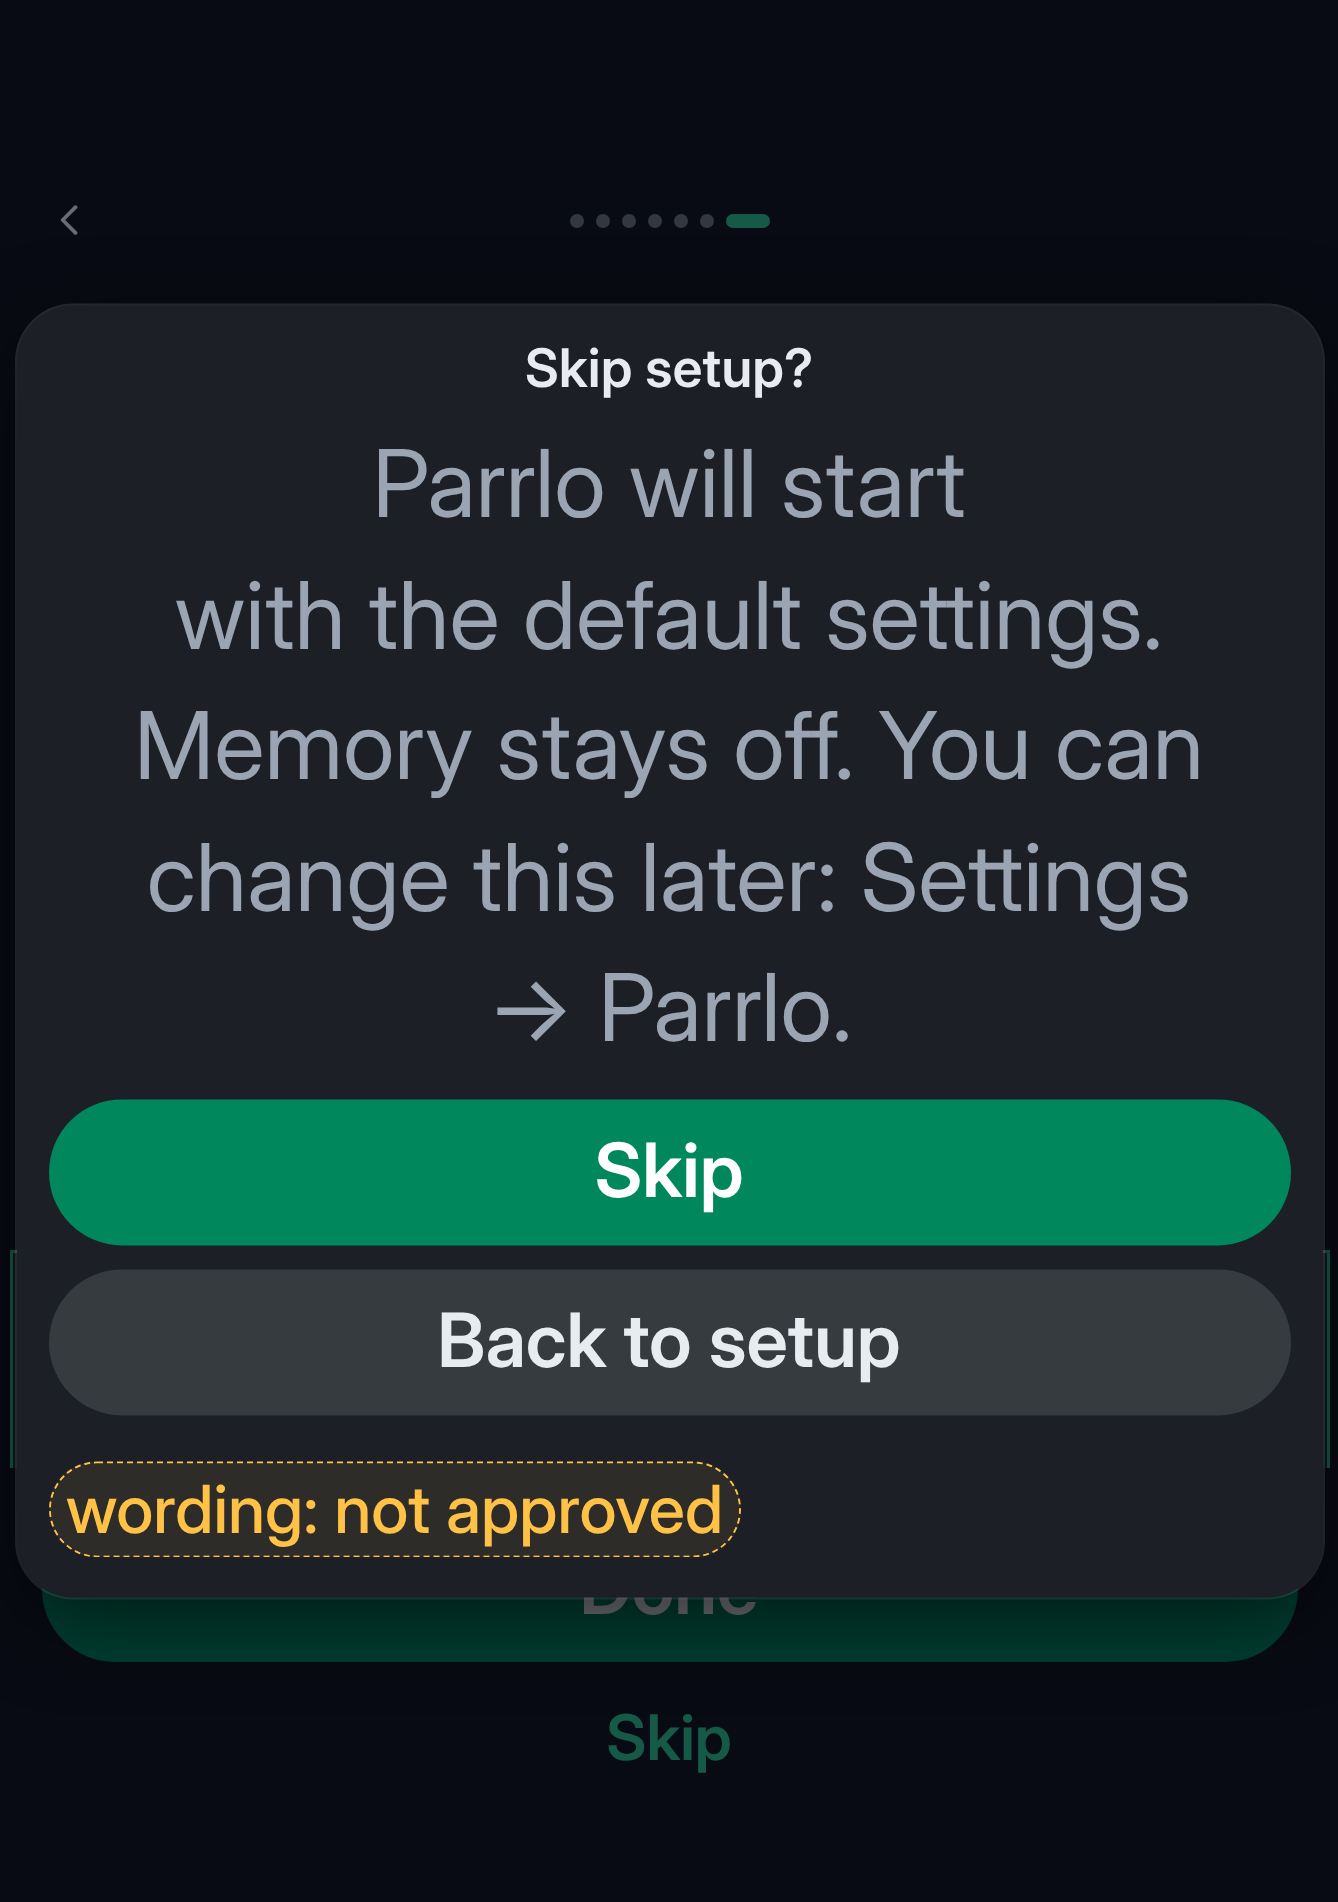 Skip setup?
Parrlo will start
with the default settings.
Memory stays off. You can
change this later: Settings
→ Parrlo.
Skip
Back to setup
wording: not approved
Done
Skip